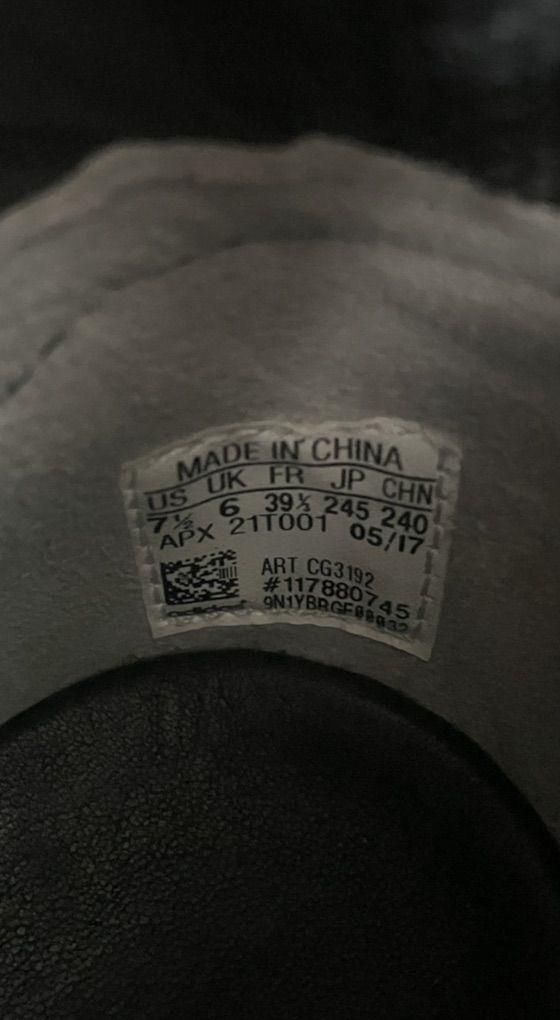 MADE IN CHINA
US UK FR JP CHN
7½ 6 39⅓ 245 240
APX 21T001 05/17
ART CG3192
#117880745